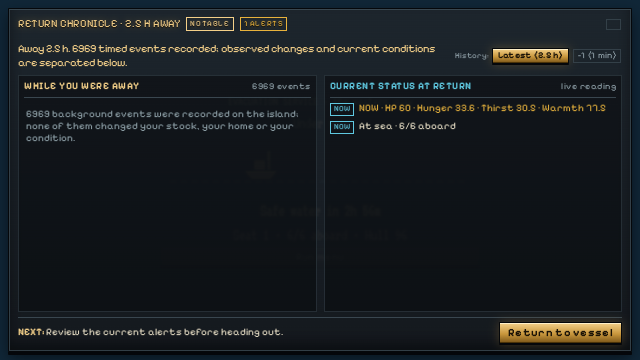 RETURN CHRONICLE · 2.5 H AWAY NOTABLE 1 ALERTS
Away 2.5 h. 6969 timed events recorded; observed changes and current conditions
are separated below.
History: Latest (2.5 h) -1 (1 min)
WHILE YOU WERE AWAY 6969 events
6969 background events were recorded on the island;
none of them changed your stock, your home or your
condition.
CURRENT STATUS AT RETURN live reading
NOW NOW · HP 60 · Hunger 33.6 · Thirst 30.5 · Warmth 77.5
NOW At sea · 6/6 aboard
NEXT: Review the current alerts before heading out.
Return to vessel